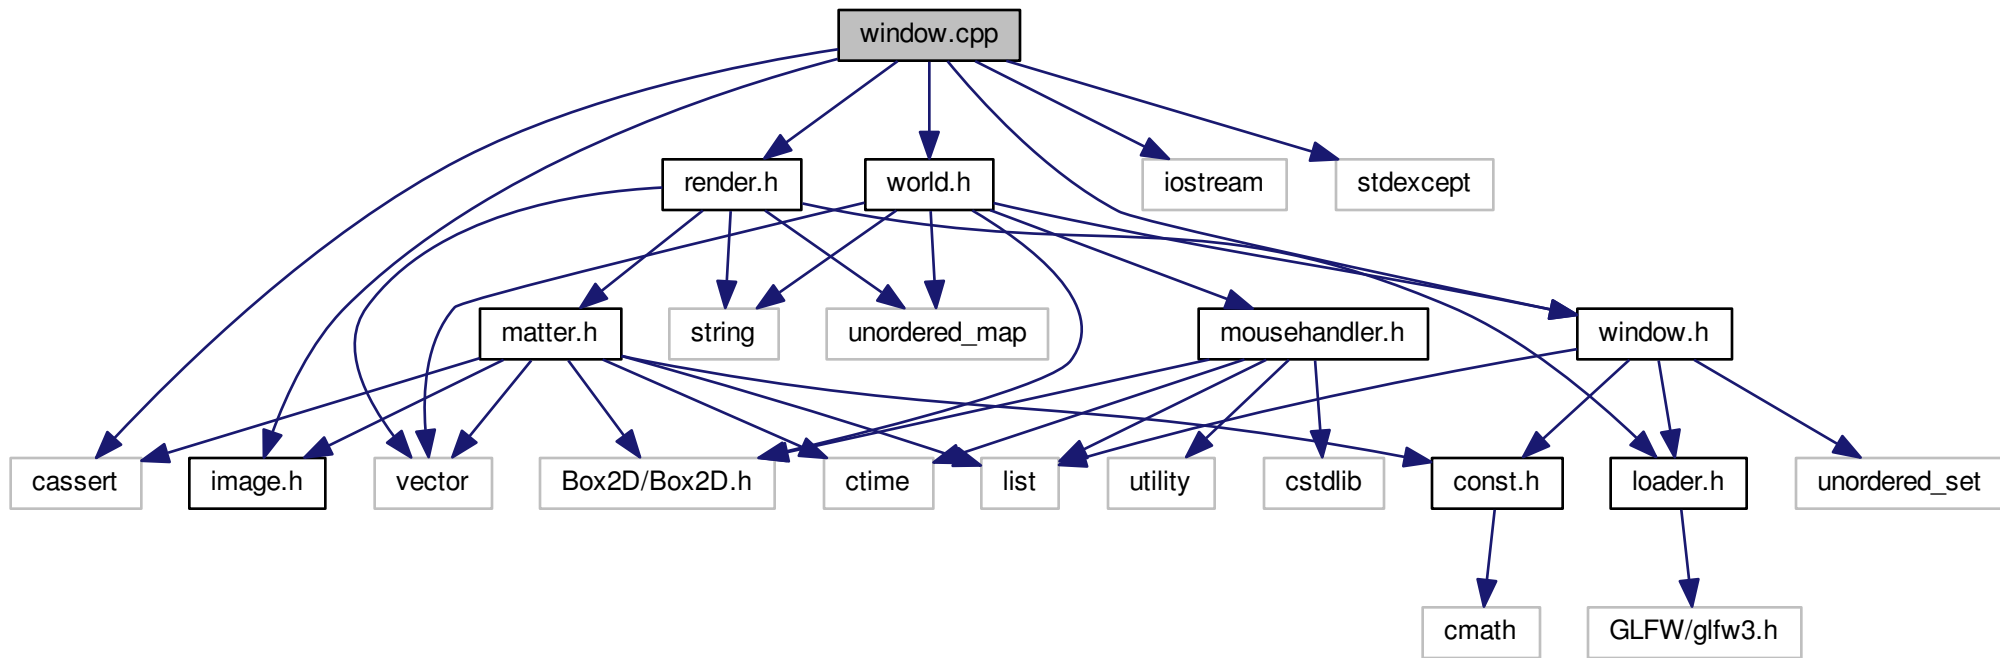 window.cpp
render.h
world.h
iostream
stdexcept
matter.h
string
unordered_map
mousehandler.h
window.h
cassert
image.h
vector
Box2D/Box2D.h
ctime
list
utility
cstdlib
const.h
loader.h
unordered_set
cmath
GLFW/glfw3.h